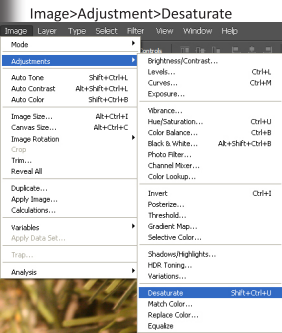 Image>Adjustment>Desaturate
Image Layer Type Select Filter View Window Help
Mode
Adjustments
Auto Tone Shift+Ctrl+L
Auto Contrast Alt+Shift+Ctrl+L
Auto Color Shift+Ctrl+B
Image Size... Alt+Ctrl+I
Canvas Size... Alt+Ctrl+C
Image Rotation
Crop
Trim...
Reveal All
Duplicate...
Apply Image...
Calculations...
Variables
Apply Data Set...
Trap...
Analysis
Controls
Brightness/Contrast...
Levels... Ctrl+L
Curves... Ctrl+M
Exposure...
Vibrance...
Hue/Saturation... Ctrl+U
Color Balance... Ctrl+B
Black & White... Alt+Shift+Ctrl+B
Photo Filter...
Channel Mixer...
Color Lookup...
Invert Ctrl+I
Posterize...
Threshold...
Gradient Map...
Selective Color...
Shadows/Highlights...
HDR Toning...
Variations...
Desaturate Shift+Ctrl+U
Match Color...
Replace Color...
Equalize